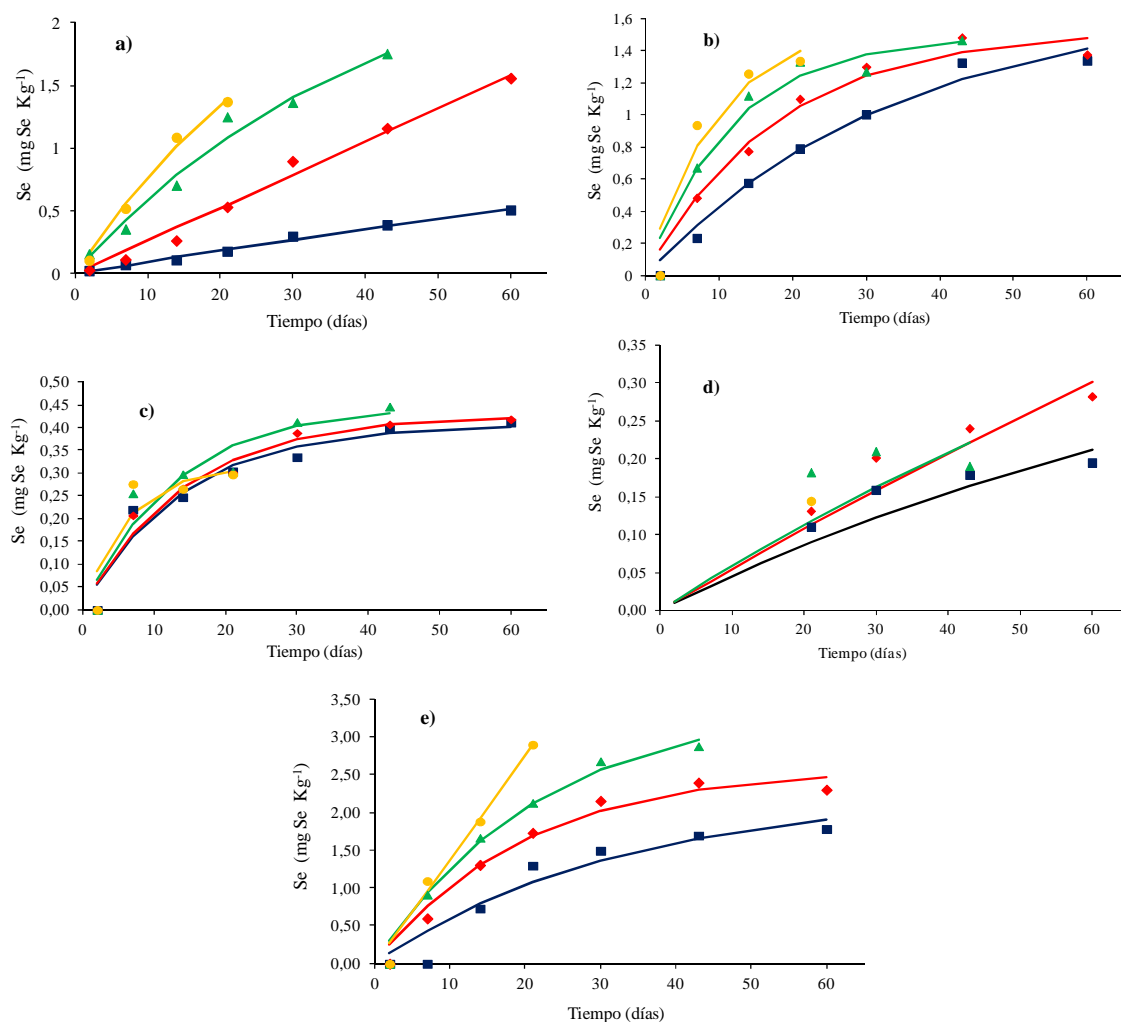 a)
Se (mg Se Kg⁻¹)
2
1,5
1
0,5
0
0 10 20 30 40 50 60
Tiempo (días)
b)
Se (mg Se Kg⁻¹)
1,6
1,4
1,2
1
0,8
0,6
0,4
0,2
0
0 10 20 30 40 50 60
Tiempo (días)
c)
Se (mg Se Kg⁻¹)
0,50
0,45
0,40
0,35
0,30
0,25
0,20
0,15
0,10
0,05
0,00
0 10 20 30 40 50 60
Tiempo (días)
d)
Se (mg Se Kg⁻¹)
0,35
0,30
0,25
0,20
0,15
0,10
0,05
0,00
0 10 20 30 40 50 60
Tiempo (días)
e)
Se (mg Se Kg⁻¹)
3,50
3,00
2,50
2,00
1,50
1,00
0,50
0,00
0 10 20 30 40 50 60
Tiempo (días)